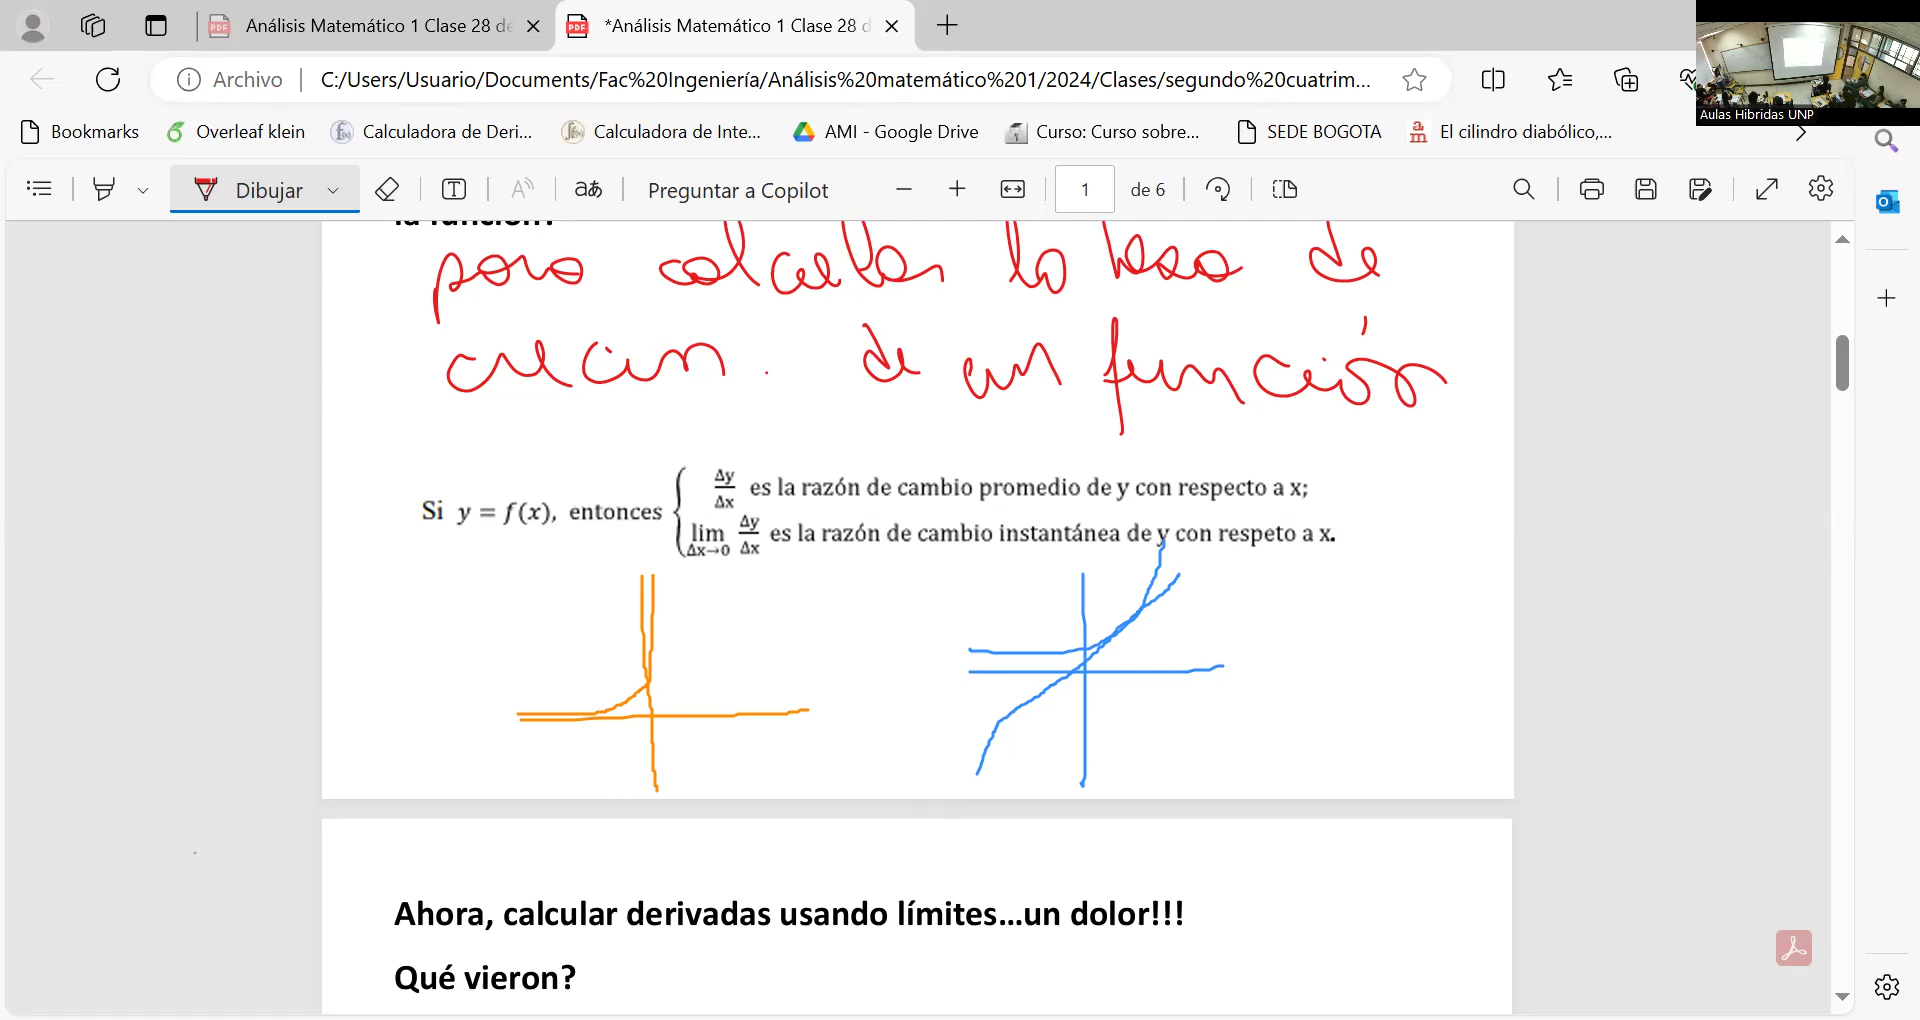 Análisis Matemático 1 Clase 28 de
*Análisis Matemático 1 Clase 28 d
Archivo
C:/Users/Usuario/Documents/Fac%20Ingeniería/Análisis%20matemático%201/2024/Clases/segundo%20cuatrim...
Aulas Hibridas UNP
Bookmarks
Overleaf klein
Calculadora de Deri...
Calculadora de Inte...
AMI - Google Drive
Curso: Curso sobre...
SEDE BOGOTA
El cilindro diabólico,...
Dibujar
Preguntar a Copilot
1 de 6
la función?
para calcular la tasa de
crecim. de un función
Si y = f(x), entonces
Δy/Δx es la razón de cambio promedio de y con respecto a x;
lim Δx→0 Δy/Δx es la razón de cambio instantánea de y con respeto a x.
Ahora, calcular derivadas usando límites...un dolor!!!
Qué vieron?